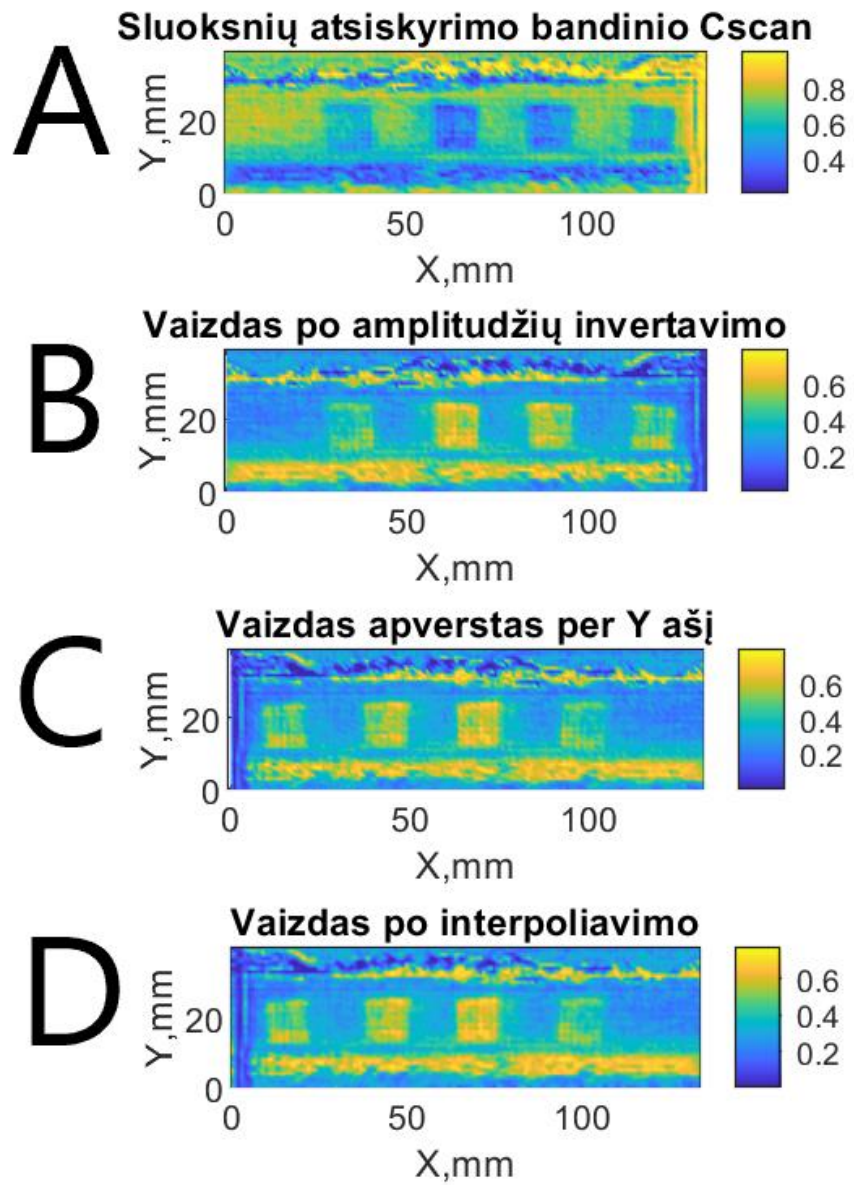 A
Sluoksnių atsiskyrimo bandinio Cscan
Y,mm
20
0
0 50 100
X,mm
0.8
0.6
0.4
B
Vaizdas po amplitudžių invertavimo
Y,mm
20
0
0 50 100
X,mm
0.6
0.4
0.2
C
Vaizdas apverstas per Y ašį
Y,mm
20
0
0 50 100
X,mm
0.6
0.4
0.2
D
Vaizdas po interpoliavimo
Y,mm
20
0
0 50 100
X,mm
0.6
0.4
0.2